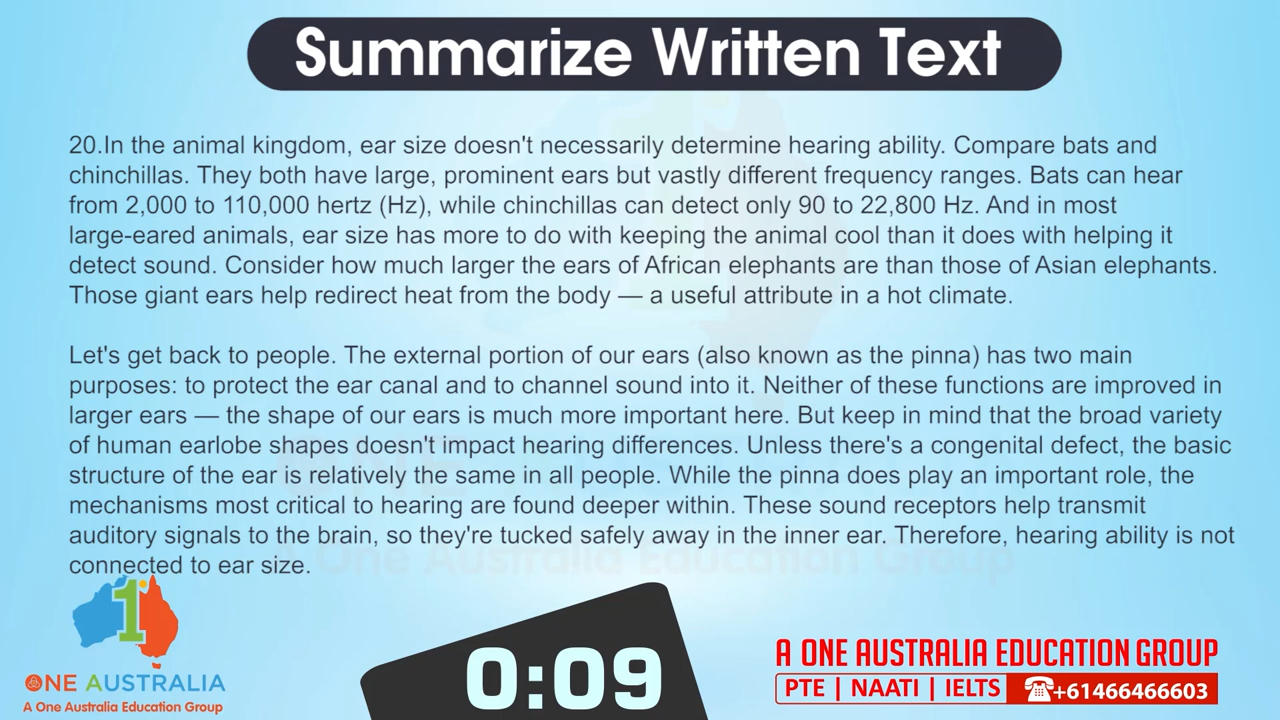 Summarize Written Text
20.In the animal kingdom, ear size doesn't necessarily determine hearing ability. Compare bats and
chinchillas. They both have large, prominent ears but vastly different frequency ranges. Bats can hear
from 2,000 to 110,000 hertz (Hz), while chinchillas can detect only 90 to 22,800 Hz. And in most
large-eared animals, ear size has more to do with keeping the animal cool than it does with helping it
detect sound. Consider how much larger the ears of African elephants are than those of Asian elephants.
Those giant ears help redirect heat from the body — a useful attribute in a hot climate.
Let's get back to people. The external portion of our ears (also known as the pinna) has two main
purposes: to protect the ear canal and to channel sound into it. Neither of these functions are improved in
larger ears — the shape of our ears is much more important here. But keep in mind that the broad variety
of human earlobe shapes doesn't impact hearing differences. Unless there's a congenital defect, the basic
structure of the ear is relatively the same in all people. While the pinna does play an important role, the
mechanisms most critical to hearing are found deeper within. These sound receptors help transmit
auditory signals to the brain, so they're tucked safely away in the inner ear. Therefore, hearing ability is not
connected to ear size.
A One Australia Education Group
1
ONE AUSTRALIA
A One Australia Education Group
0:09
A ONE AUSTRALIA EDUCATION GROUP
PTE | NAATI | IELTS
+61466466603